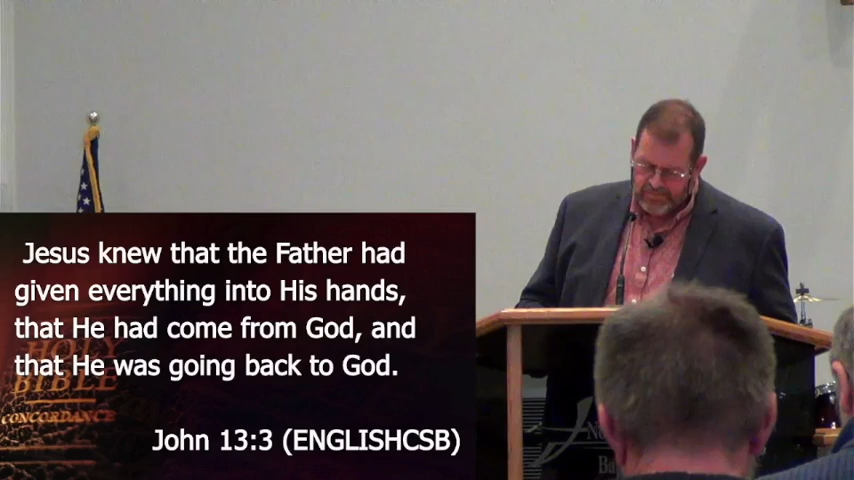 Jesus knew that the Father had
given everything into His hands,
that He had come from God, and
that He was going back to God.
HOLY
BIBLE
CONCORDANCE
John 13:3 (ENGLISHCSB)